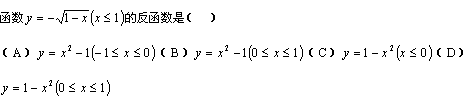 函数 y = -√(1-x) (x ≤ 1) 的反函数是（ ）
（A）y = x² -1(-1 ≤ x ≤ 0)（B）y = x² -1(0 ≤ x ≤ 1)（C）y = 1-x² (x ≤ 0)（D）
y = 1-x² (0 ≤ x ≤ 1)